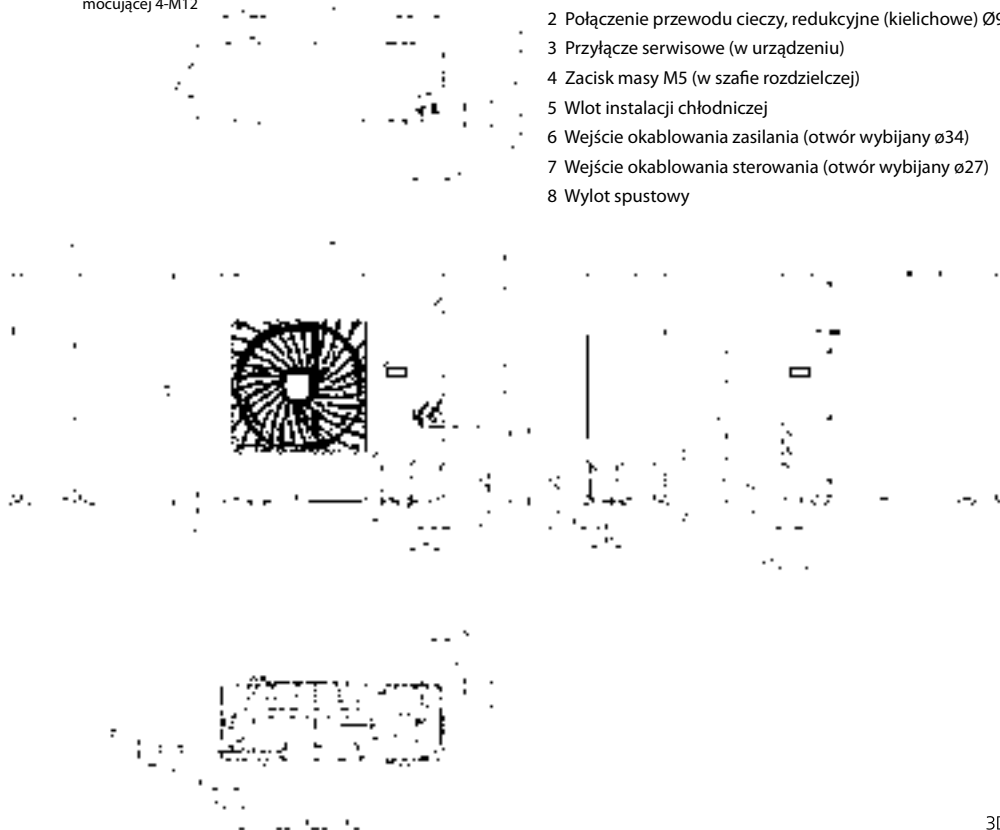 mocującej 4-M12
2 Połączenie przewodu cieczy, redukcyjne (kielichowe) Ø9
3 Przyłącze serwisowe (w urządzeniu)
4 Zacisk masy M5 (w szafie rozdzielczej)
5 Wlot instalacji chłodniczej
6 Wejście okablowania zasilania (otwór wybijany ø34)
7 Wejście okablowania sterowania (otwór wybijany ø27)
8 Wylot spustowy